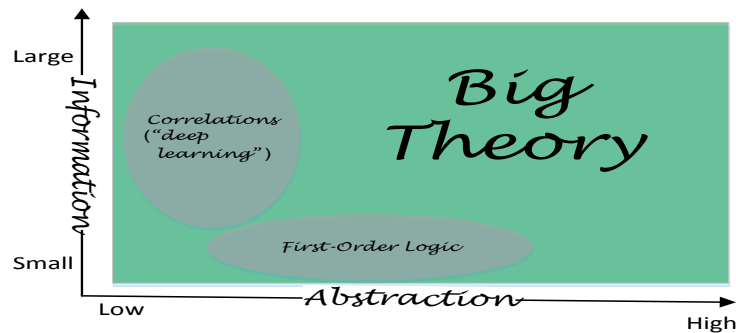 Large
Information
Small
Correlations
("deep
learning")
Big
Theory
First-Order Logic
Low
Abstraction
High